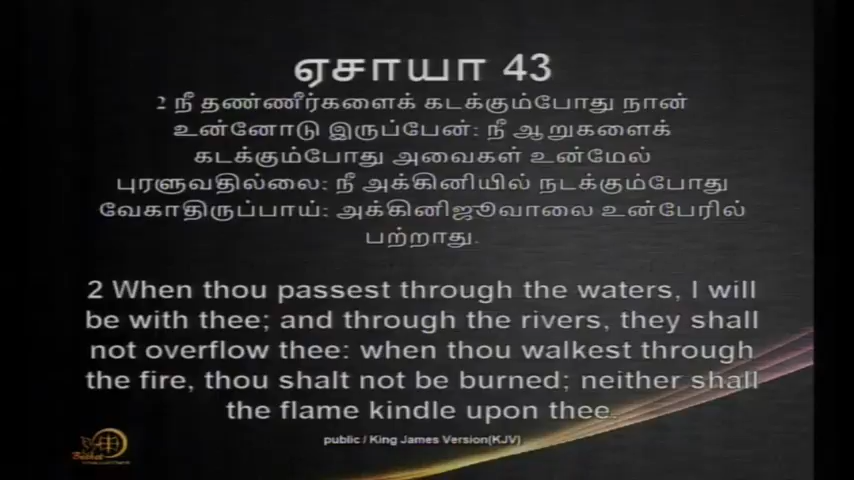 ஏசாயா 43
2 நீ தண்ணீர்களைக் கடக்கும்போது நான்
உன்னோடு இருப்பேன்: நீ ஆறுகளைக்
கடக்கும்போது அவைகள் உன்மேல்
புரளுவதில்லை: நீ அக்கினியில் நடக்கும்போது
வேகாதிருப்பாய்: அக்கினிஜூவாலை உன்பேரில்
பற்றாது.
2 When thou passest through the waters, I will
be with thee; and through the rivers, they shall
not overflow thee: when thou walkest through
the fire, thou shalt not be burned; neither shall
the flame kindle upon thee.
public / King James Version(KJV)